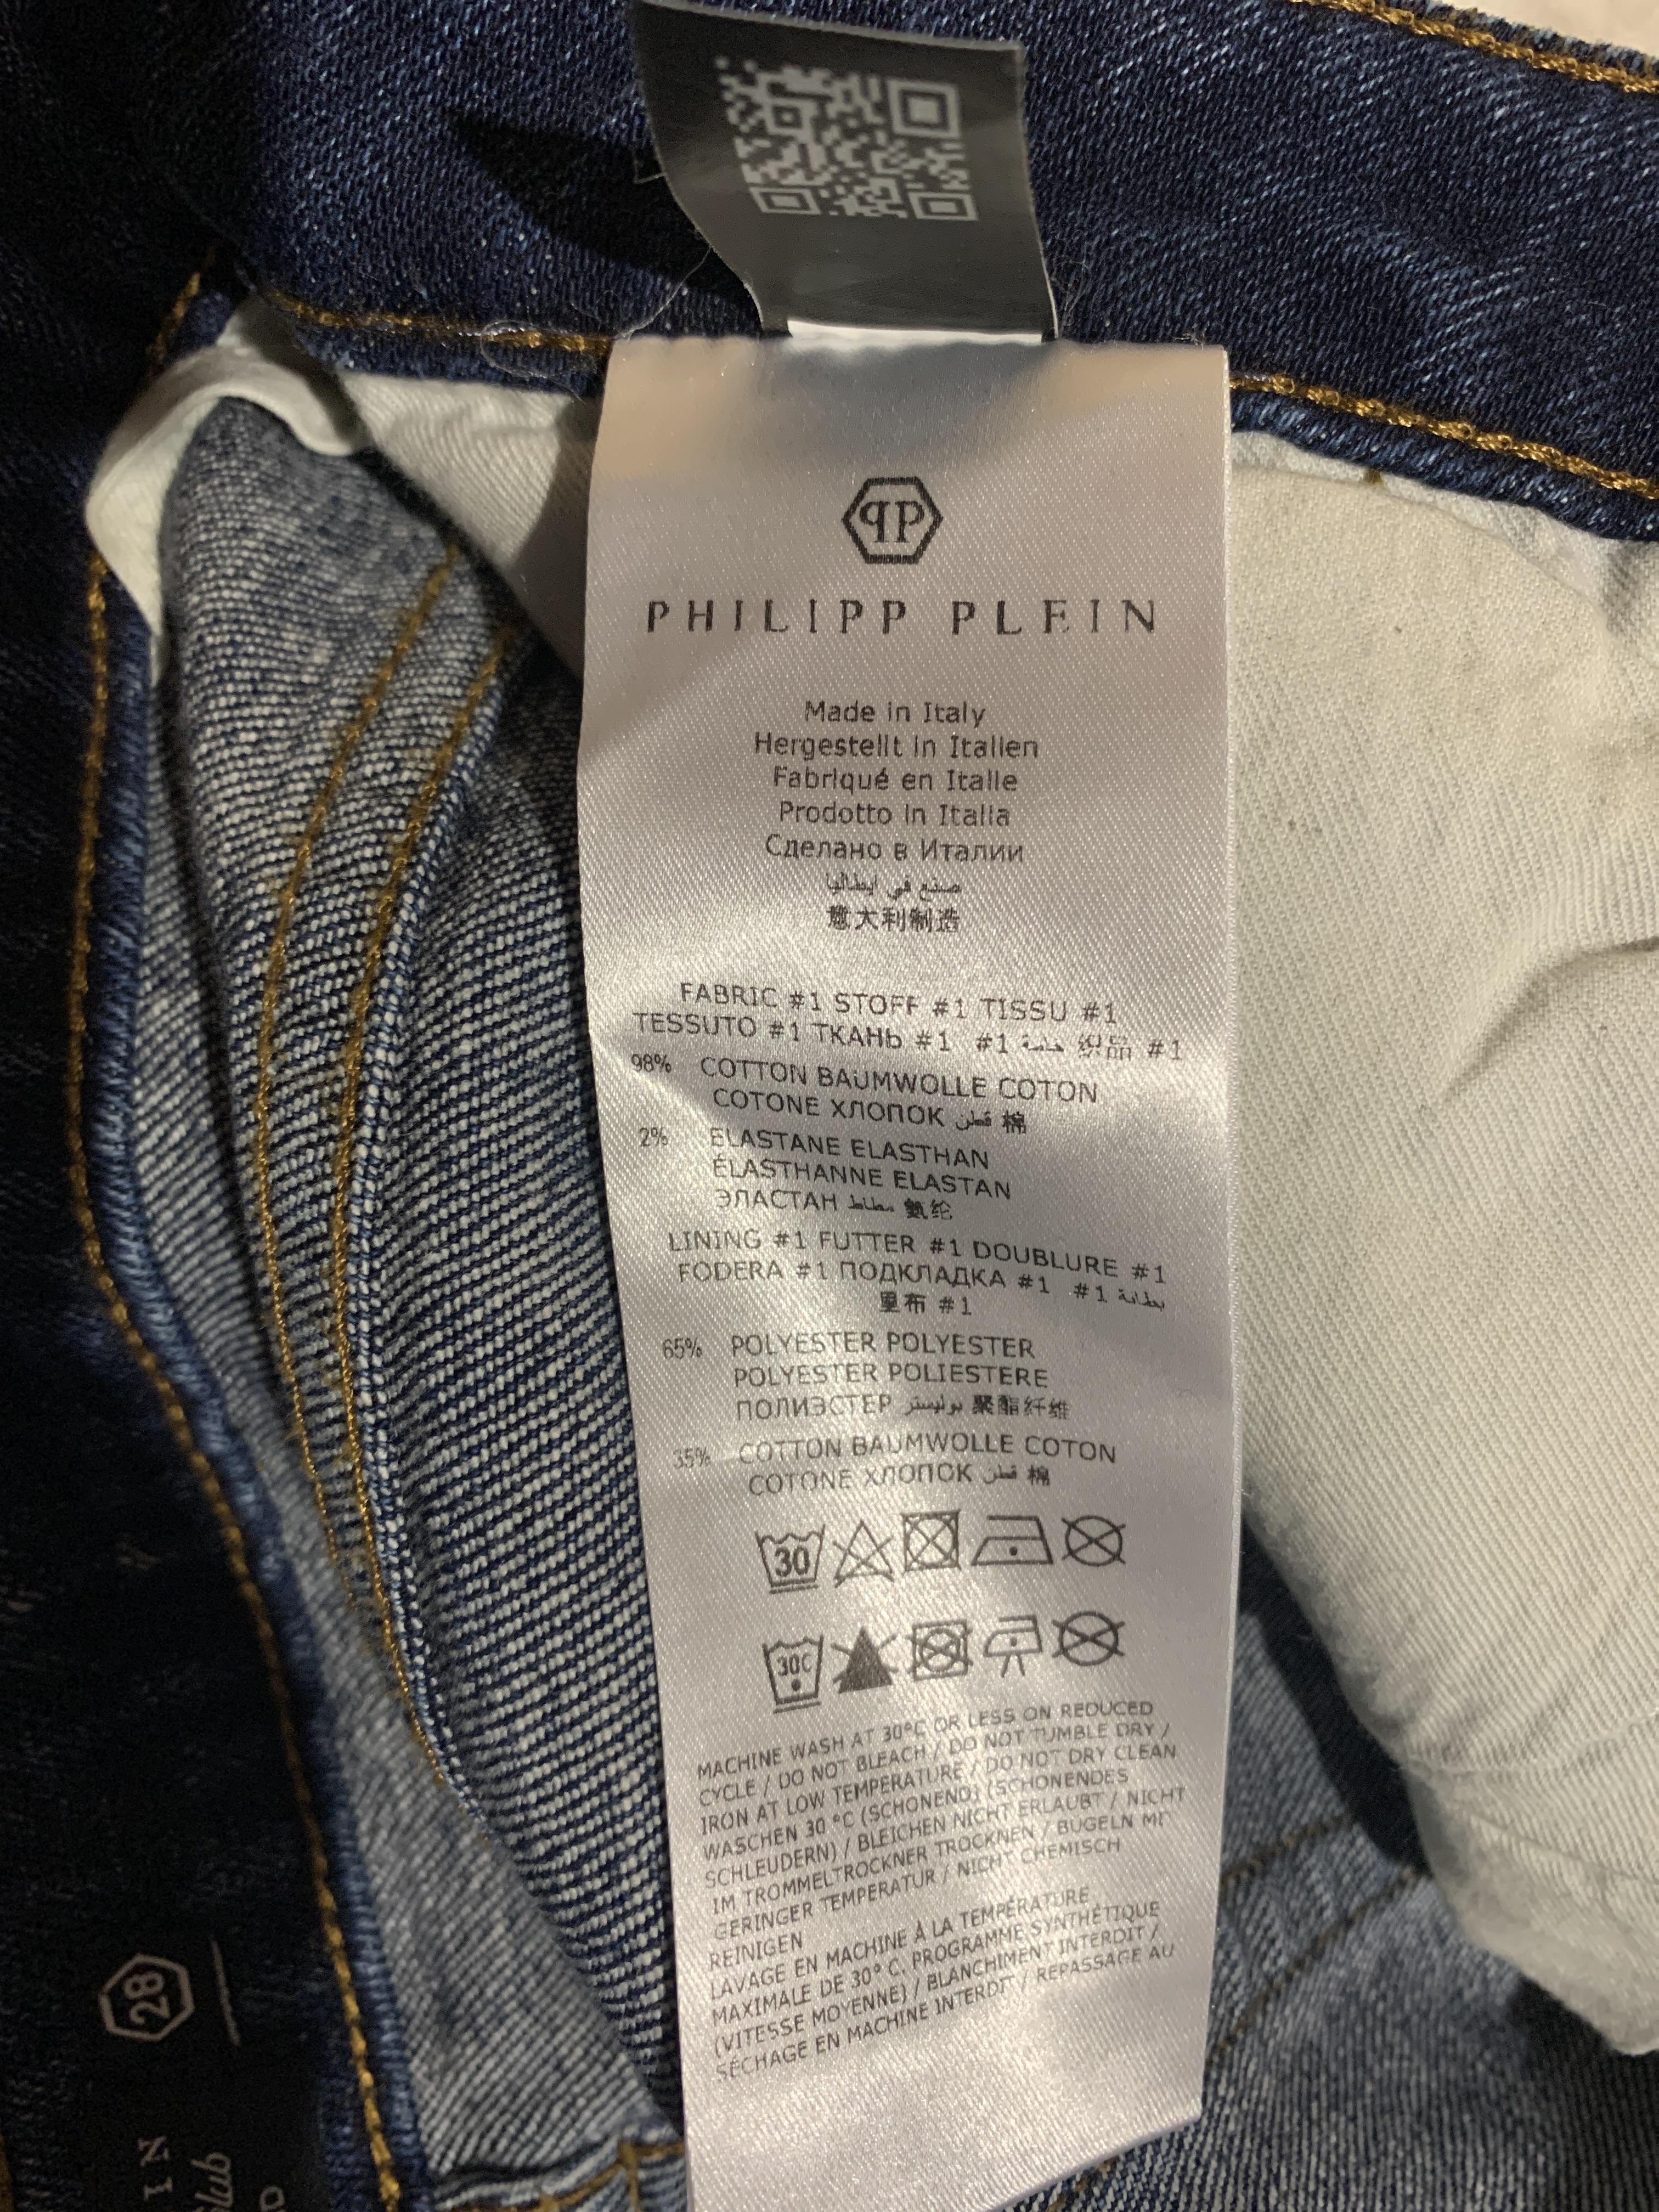 PP
PHILIPP PLEIN
Made in Italy
Hergestellt in Italien
Fabriqué en Italie
Prodotto in Italia
Сделано в Италии
صنع في ايطاليا
意大利制造
FABRIC #1 STOFF #1 TISSU #1
TESSUTO #1 ТКАНЬ #1 #1 خامة 织品 #1
98% COTTON BAUMWOLLE COTON
COTONE ХЛОПОК قطن 棉
2% ELASTANE ELASTHAN
ÉLASTHANNE ELASTAN
ЭЛАСТАН مطاط 氨纶
LINING #1 FUTTER #1 DOUBLURE #1
FODERA #1 ПОДКЛАДКА #1 #1 بطانة
里布 #1
65% POLYESTER POLYESTER
POLYESTER POLIESTERE
ПОЛИЭСТЕР بوليستر 聚酯纤维
35% COTTON BAUMWOLLE COTON
COTONE ХЛОПОК قطن 棉
30
30C
MACHINE WASH AT 30°C OR LESS ON REDUCED
CYCLE / DO NOT BLEACH / DO NOT TUMBLE DRY /
IRON AT LOW TEMPERATURE / DO NOT DRY CLEAN
WASCHEN 30 °C (SCHONEND) (SCHONENDES
SCHLEUDERN) / BLEICHEN NICHT ERLAUBT / NICHT
IM TROMMELTROCKNER TROCKNEN / BÜGELN MIT
GERINGER TEMPERATUR / NICHT CHEMISCH
REINIGEN
LAVAGE EN MACHINE À LA TEMPÉRATURE
MAXIMALE DE 30° C. PROGRAMME SYNTHÉTIQUE
(VITESSE MOYENNE) / BLANCHIMENT INTERDIT /
SÉCHAGE EN MACHINE INTERDIT / REPASSAGE AU
28
IN